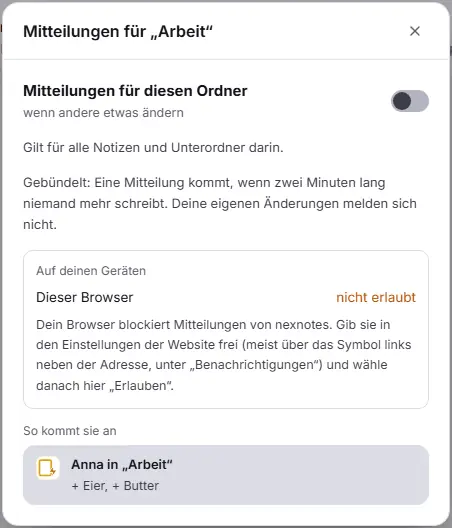 Mitteilungen für „Arbeit“
Mitteilungen für diesen Ordner
wenn andere etwas ändern
Gilt für alle Notizen und Unterordner darin.
Gebündelt: Eine Mitteilung kommt, wenn zwei Minuten lang
niemand mehr schreibt. Deine eigenen Änderungen melden sich
nicht.
Auf deinen Geräten
Dieser Browser
nicht erlaubt
Dein Browser blockiert Mitteilungen von nexnotes. Gib sie in
den Einstellungen der Website frei (meist über das Symbol links
neben der Adresse, unter „Benachrichtigungen“) und wähle
danach hier „Erlauben“.
So kommt sie an
Anna in „Arbeit“
+ Eier, + Butter